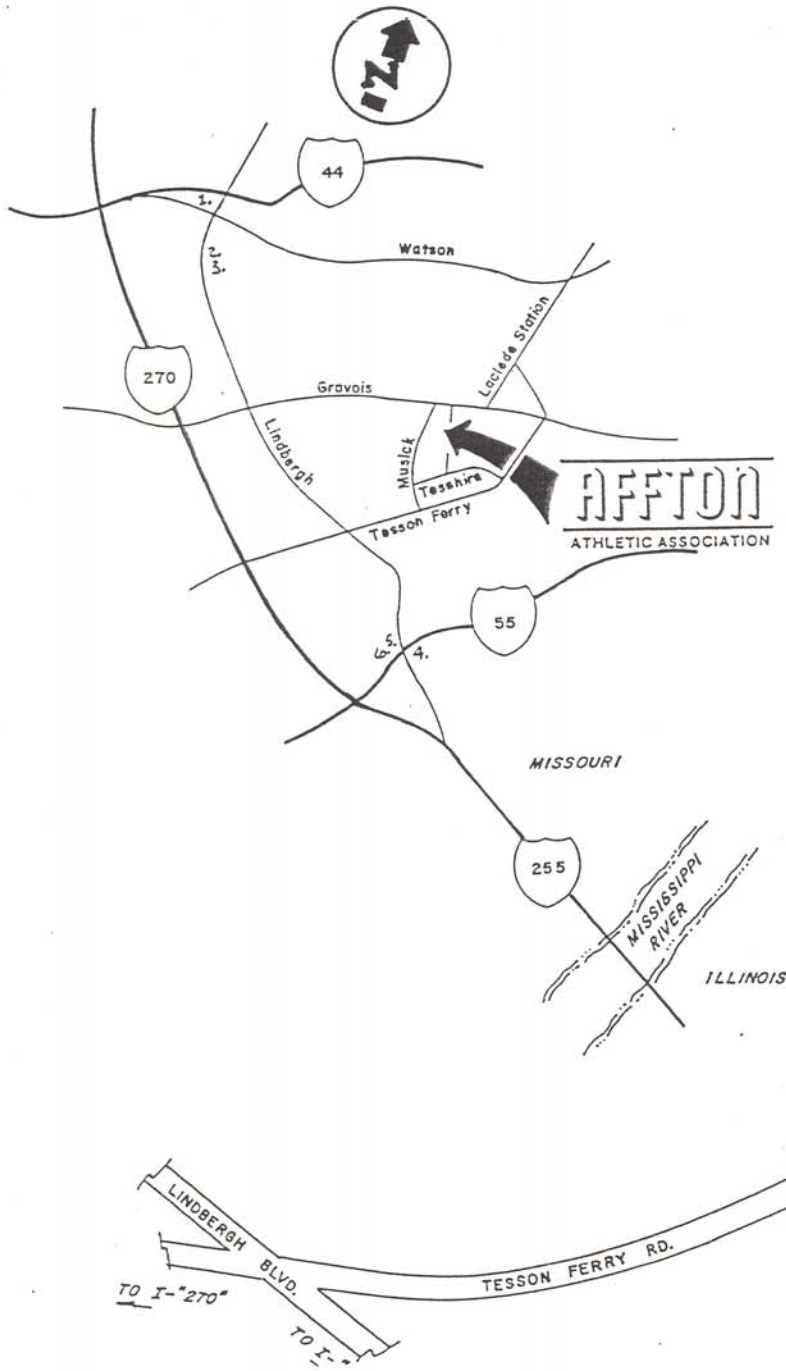 N
44
1.
2.
3.
Watson
Laclede Station
270
Gravois
Lindbergh
Musick
Tesshire
Tesson Ferry
AFFTON
ATHLETIC ASSOCIATION
55
5.
6.
4.
MISSOURI
255
MISSISSIPPI
RIVER
ILLINOIS
LINDBERGH BLVD.
TESSON FERRY RD.
TO I-"270"
TO I-"